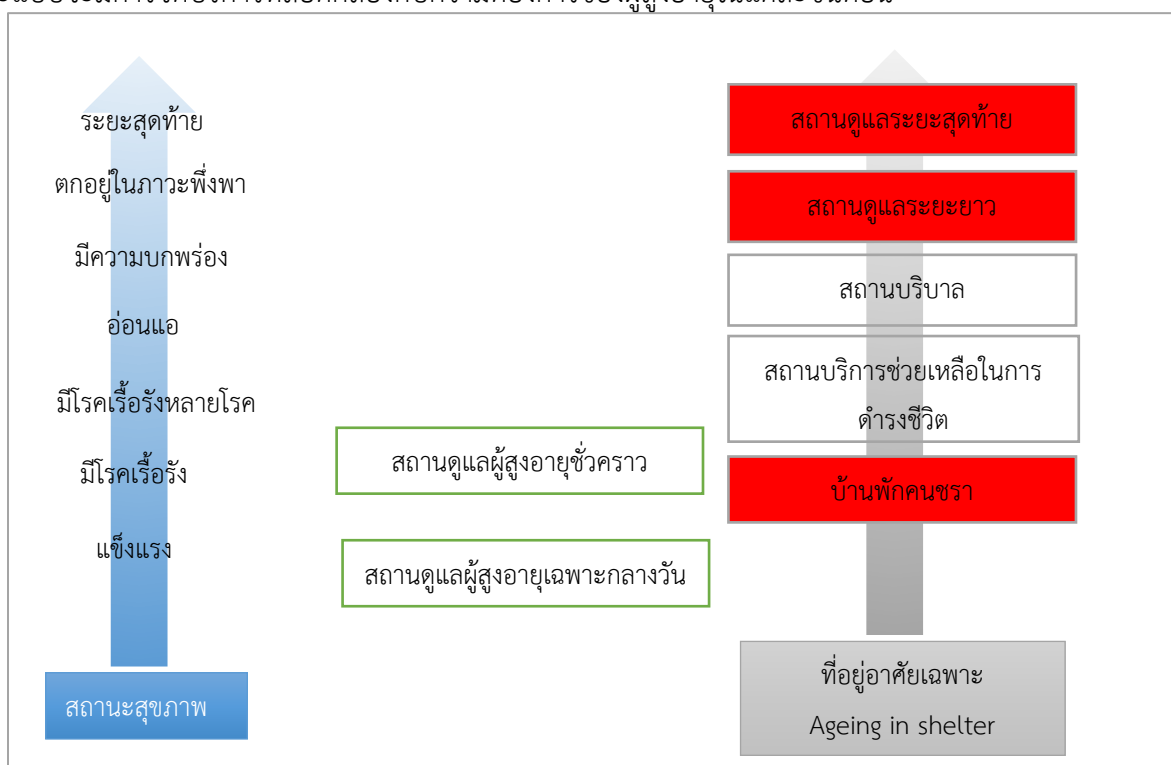 ระยะสุดท้าย
ตกอยู่ในภาวะพึ่งพา
มีความบกพร่อง
อ่อนแอ
มีโรคเรื้อรังหลายโรค
มีโรคเรื้อรัง
แข็งแรง
สถานะสุขภาพ
สถานดูแลผู้สูงอายุชั่วคราว
สถานดูแลผู้สูงอายุเฉพาะกลางวัน
สถานดูแลระยะสุดท้าย
สถานดูแลระยะยาว
สถานบริบาล
สถานบริการช่วยเหลือในการ
ดำรงชีวิต
บ้านพักคนชรา
ที่อยู่อาศัยเฉพาะ
Ageing in shelter